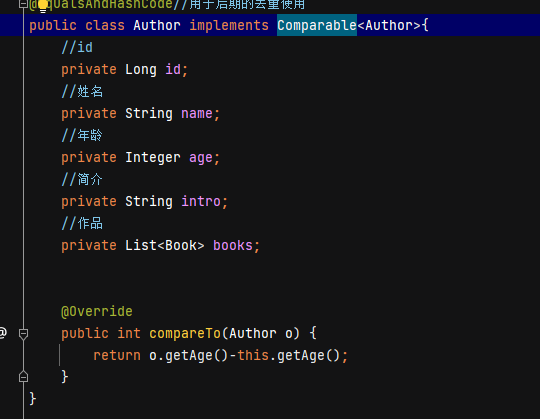 @EqualsAndHashCode//用于后期的去重使用
public class Author implements Comparable<Author>{
//id
private Long id;
//姓名
private String name;
//年龄
private Integer age;
//简介
private String intro;
//作品
private List<Book> books;
@Override
@
public int compareTo(Author o) {
return o.getAge()-this.getAge();
}
}